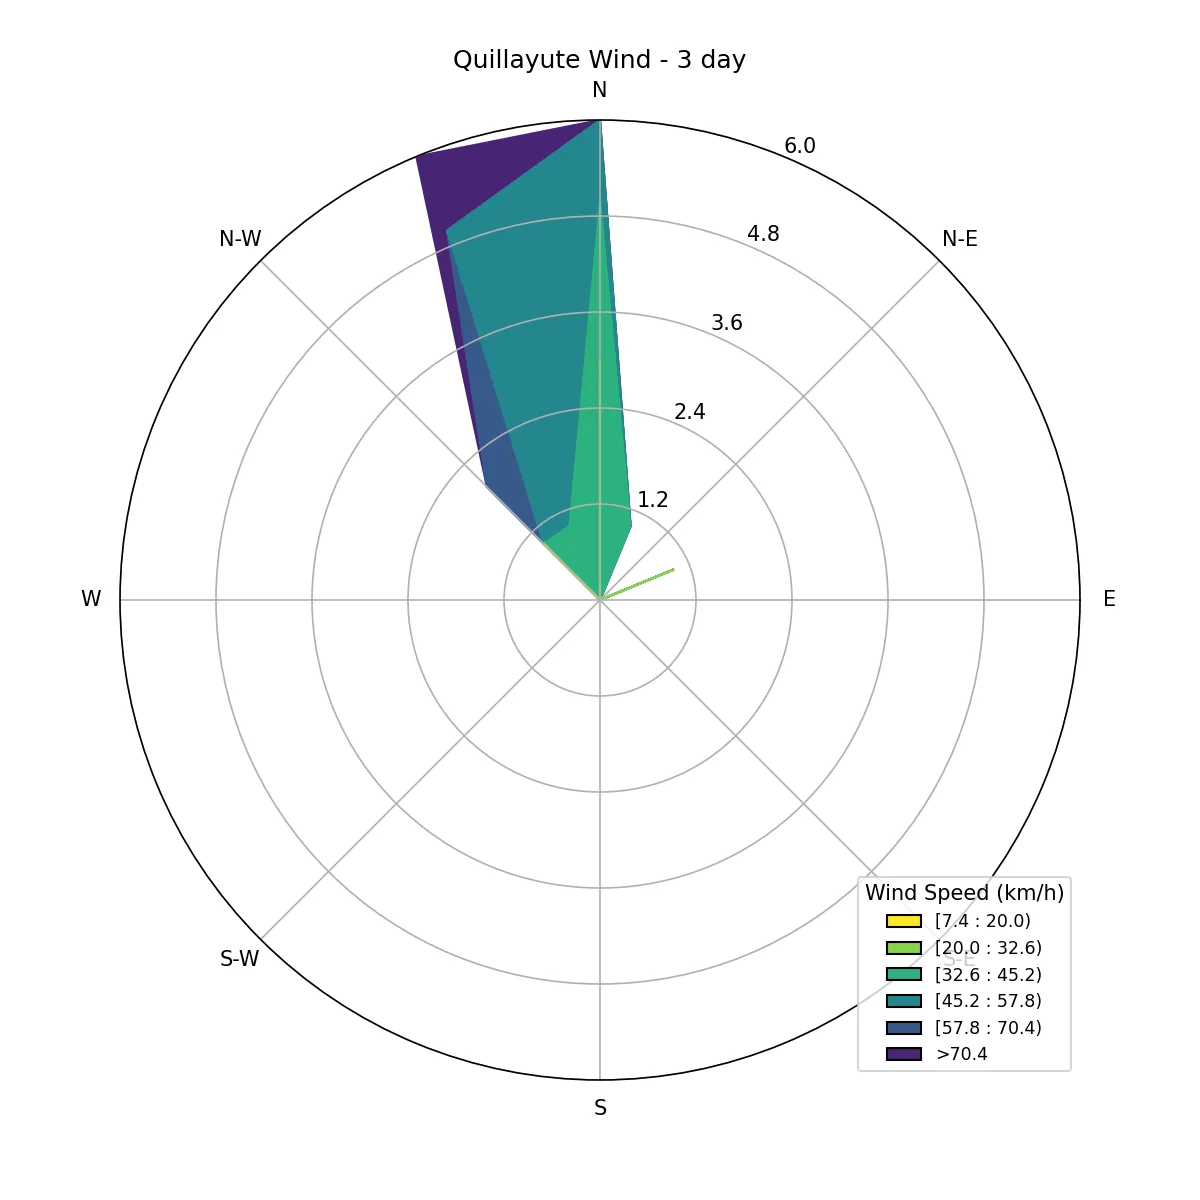 Quillayute Wind - 3 day
N
6.0
N-W
4.8
N-E
3.6
2.4
1.2
W
E
Wind Speed (km/h)
[7.4 : 20.0)
[20.0 : 32.6)
S-W
S-E
[32.6 : 45.2)
[45.2 : 57.8)
[57.8 : 70.4)
>70.4
S